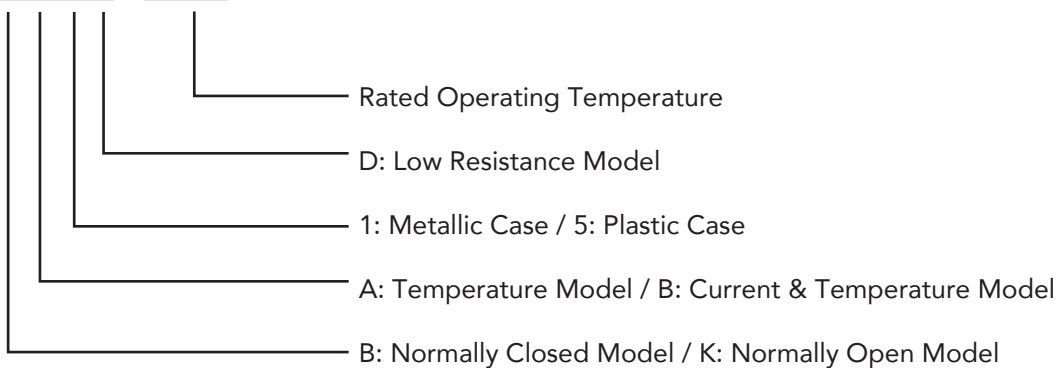 Rated Operating Temperature
D: Low Resistance Model
1: Metallic Case / 5: Plastic Case
A: Temperature Model / B: Current & Temperature Model
B: Normally Closed Model / K: Normally Open Model